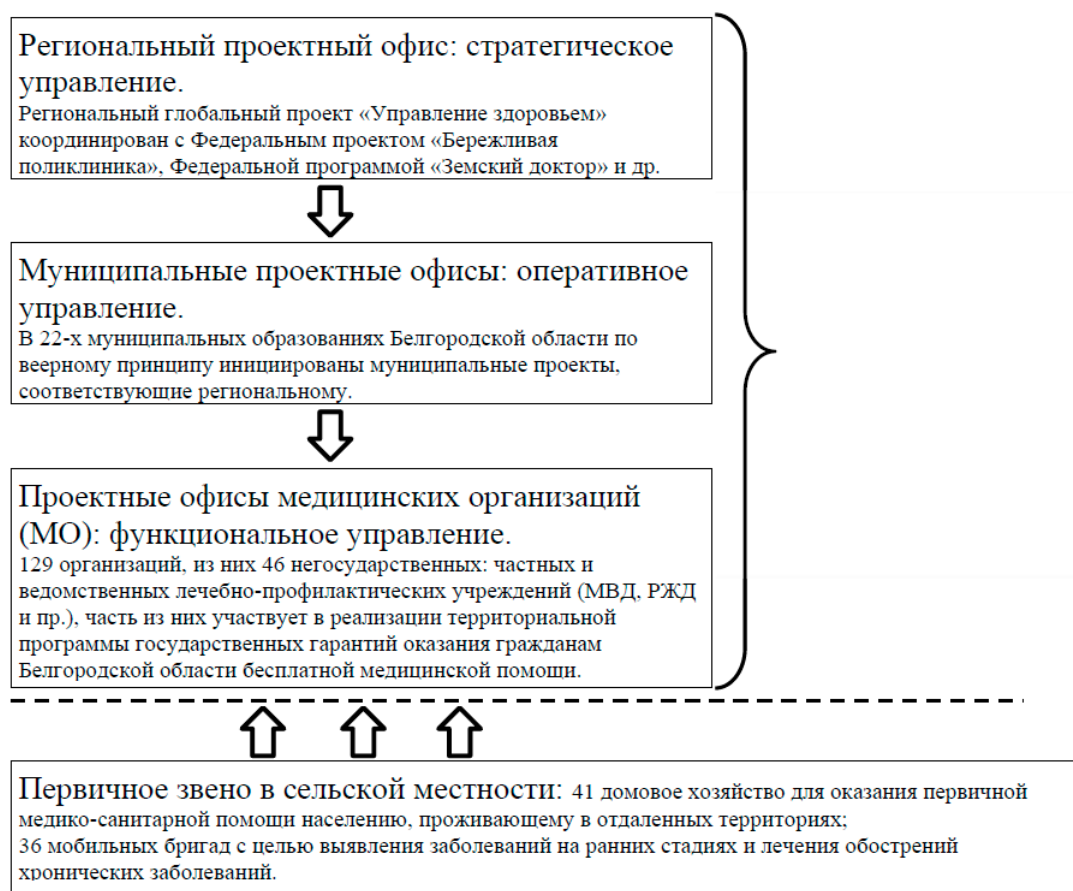 Региональный проектный офис: стратегическое
управление.
Региональный глобальный проект «Управление здоровьем»
координирован с Федеральным проектом «Бережливая
поликлиника», Федеральной программой «Земский доктор» и др.
Муниципальные проектные офисы: оперативное
управление.
В 22-х муниципальных образованиях Белгородской области по
веерному принципу инициированы муниципальные проекты,
соответствующие региональному.
Проектные офисы медицинских организаций
(МО): функциональное управление.
129 организаций, из них 46 негосударственных: частных и
ведомственных лечебно-профилактических учреждений (МВД, РЖД
и пр.), часть из них участвует в реализации территориальной
программы государственных гарантий оказания гражданам
Белгородской области бесплатной медицинской помощи.
Первичное звено в сельской местности: 41 домовое хозяйство для оказания первичной
медико-санитарной помощи населению, проживающему в отдаленных территориях;
36 мобильных бригад с целью выявления заболеваний на ранних стадиях и лечения обострений
хронических заболеваний.